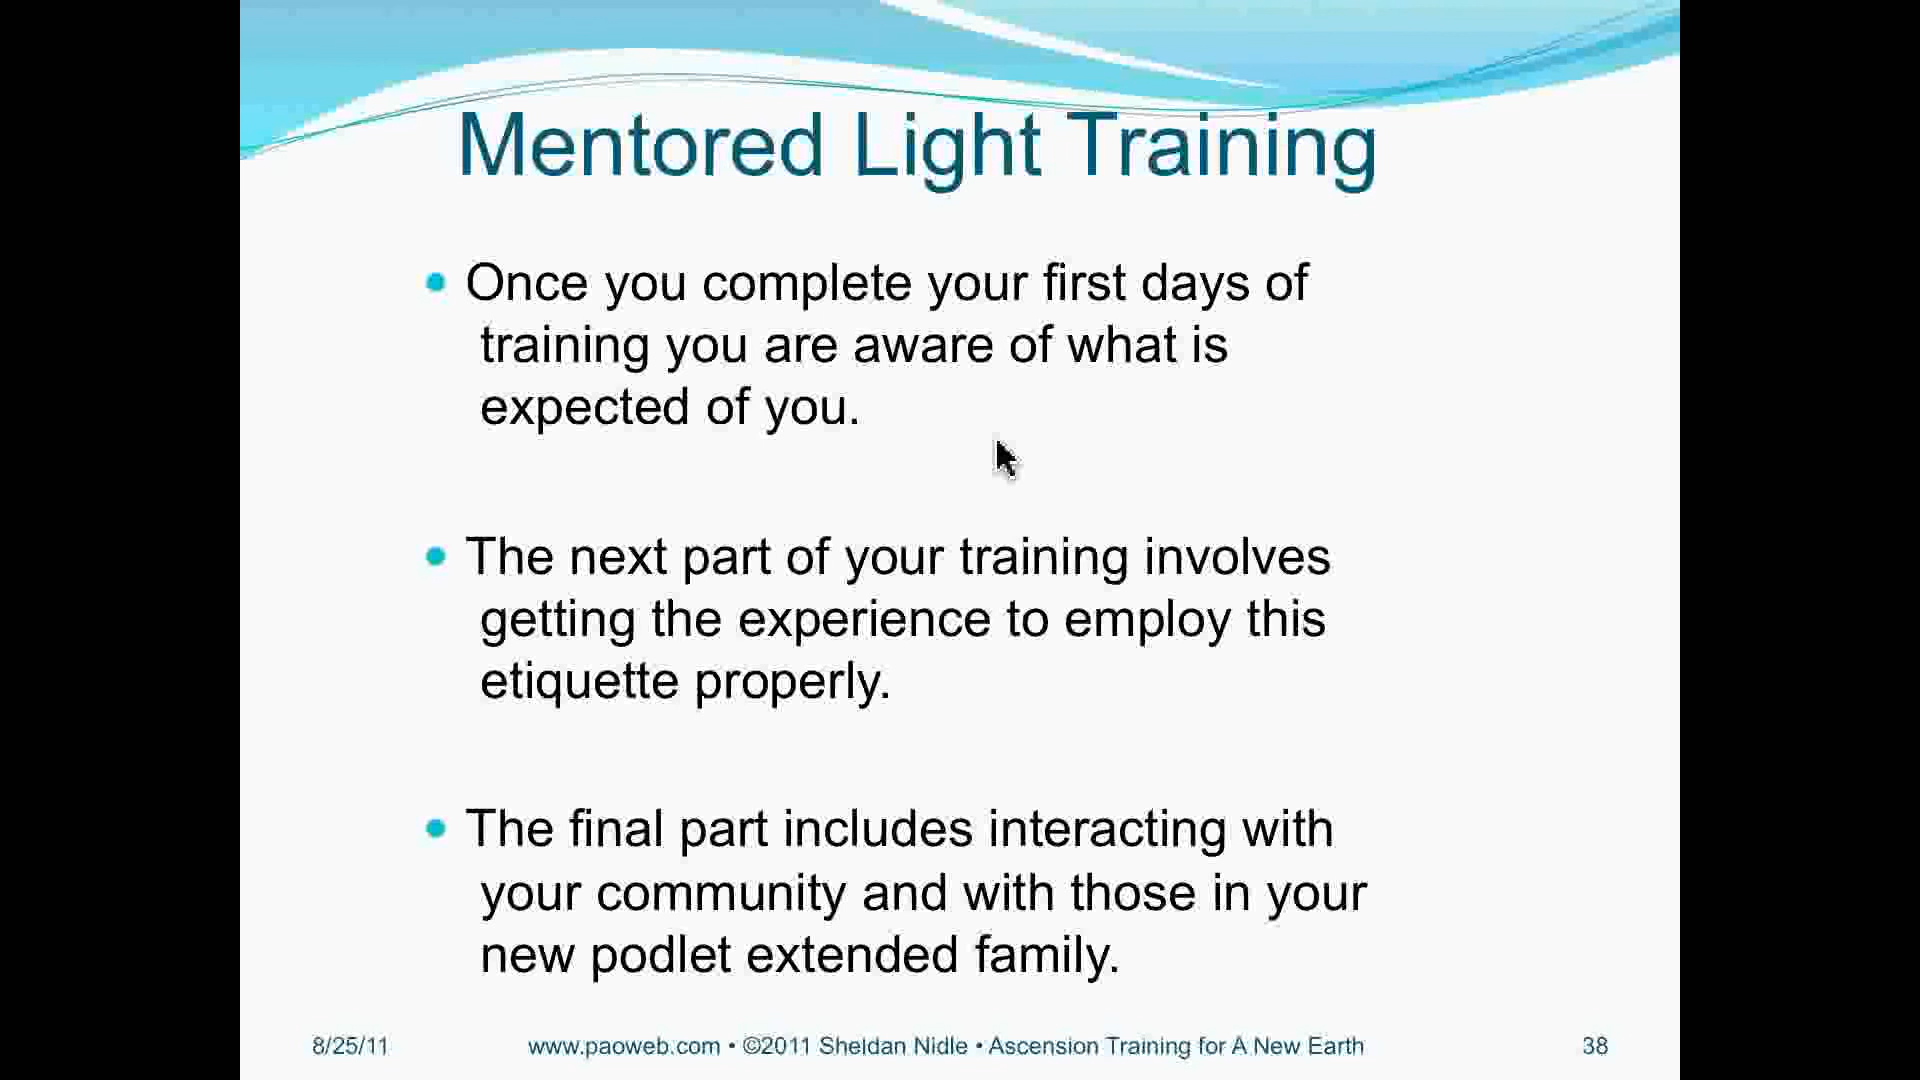 Mentored Light Training
• Once you complete your first days of
training you are aware of what is
expected of you.
• The next part of your training involves
getting the experience to employ this
etiquette properly.
• The final part includes interacting with
your community and with those in your
new podlet extended family.
8/25/11 www.paoweb.com • ©2011 Sheldan Nidle • Ascension Training for A New Earth 38